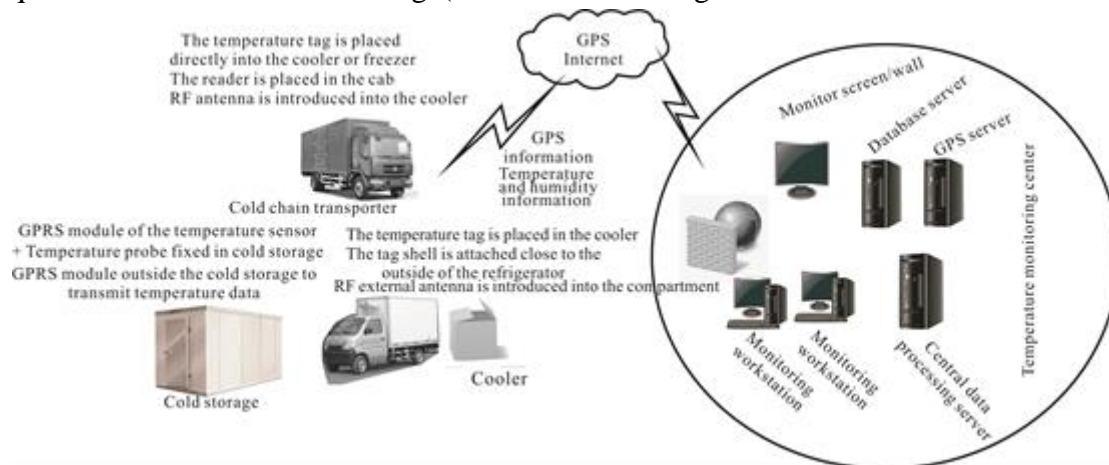 The temperature tag is placed
directly into the cooler or freezer
The reader is placed in the cab
RF antenna is introduced into the cooler
GPS
Internet
GPS
information
Temperature
and humidity
information
Cold chain transporter
GPRS module of the temperature sensor
+ Temperature probe fixed in cold storage
GPRS module outside the cold storage to
transmit temperature data
Cold storage
The temperature tag is placed in the cooler
The tag shell is attached close to the
outside of the refrigerator
RF external antenna is introduced into the compartment
Cooler
Monitor screen/wall
Database server
GPS server
Monitoring
workstation
Monitoring
workstation
Central data
processing server
Temperature monitoring center